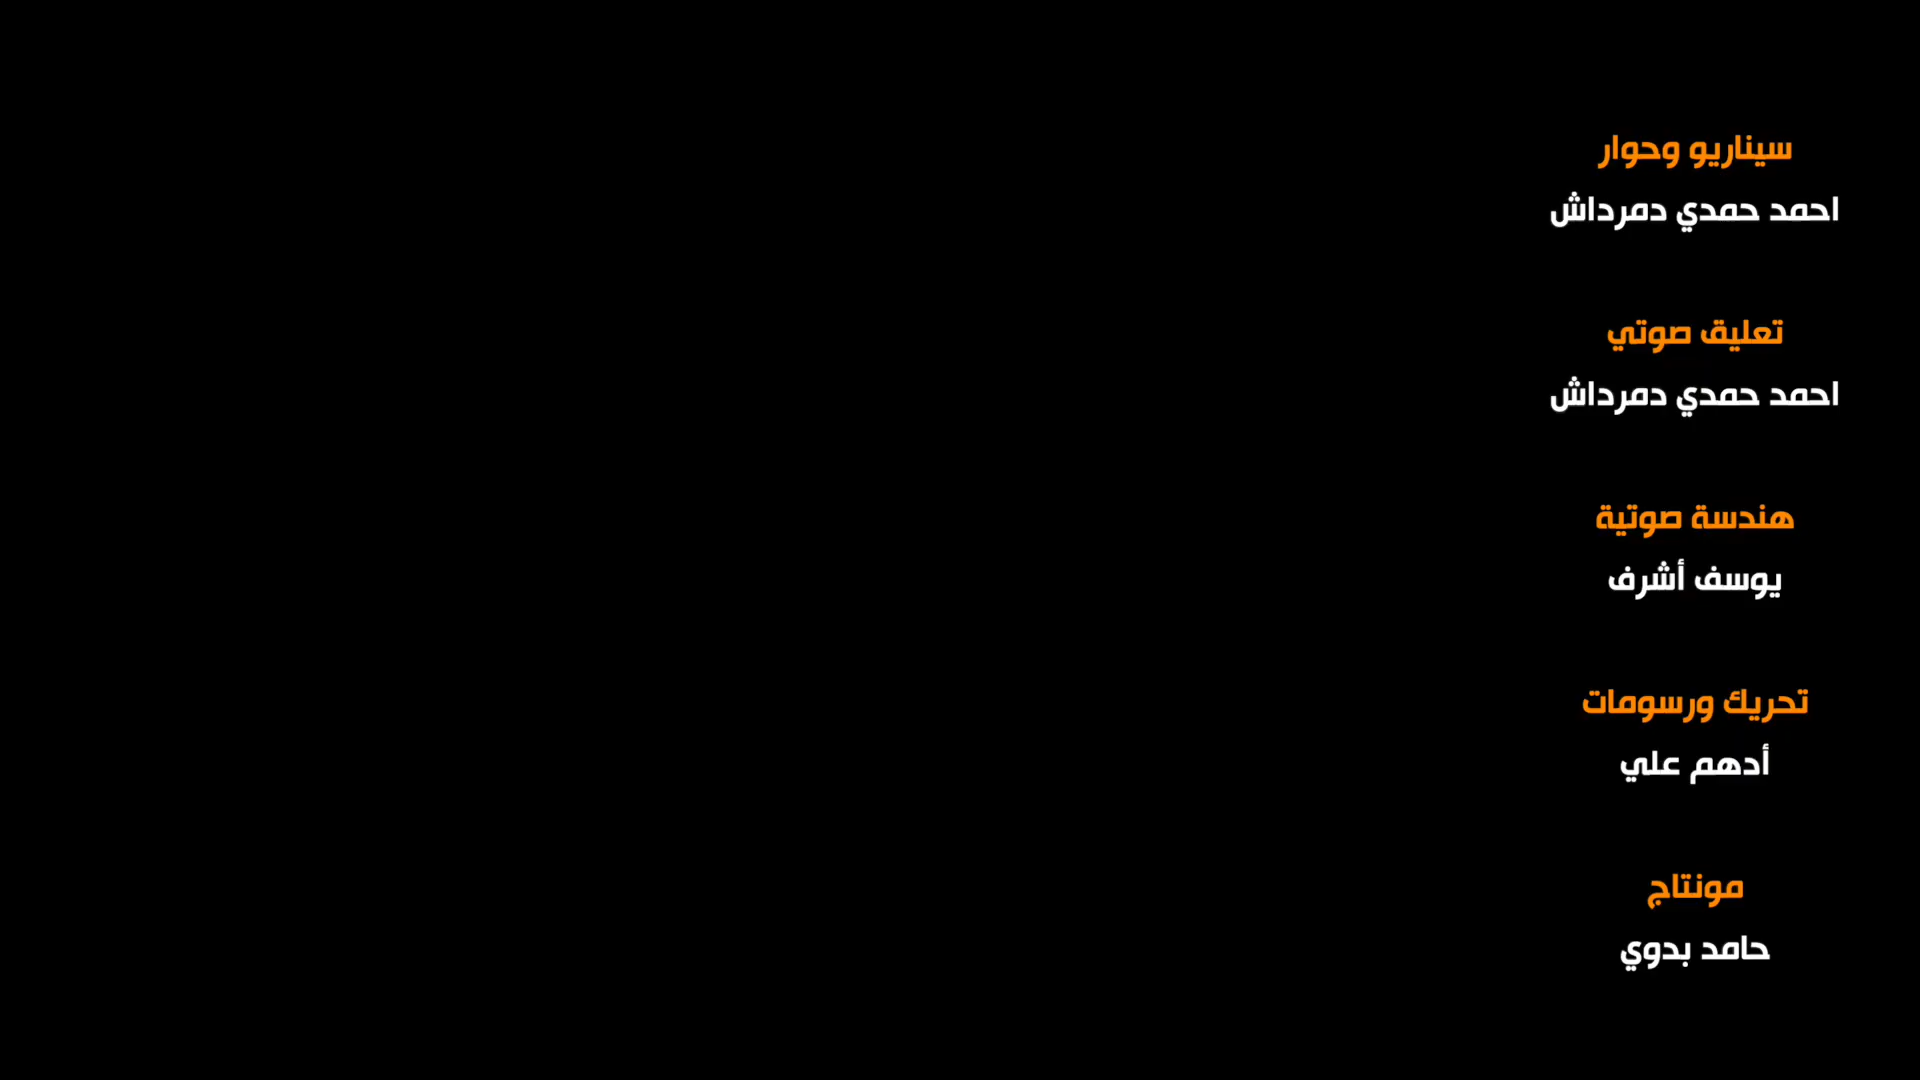 سيناريو وحوار
احمد حمدي دمرداش
تعليق صوتي
احمد حمدي دمرداش
هندسة صوتية
يوسف أشرف
تحريك ورسومات
أدهم علي
مونتاج
حامد بدوي